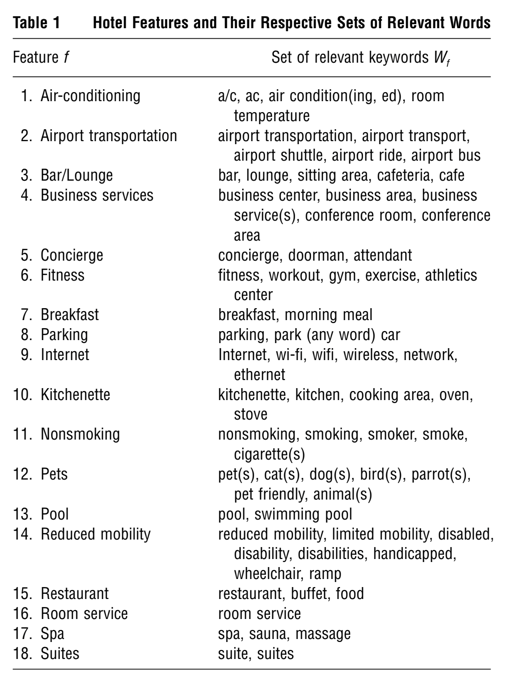 Table 1 Hotel Features and Their Respective Sets of Relevant Words
Feature f Set of relevant keywords Wf
1. Air-conditioning a/c, ac, air condition(ing, ed), room
temperature
2. Airport transportation airport transportation, airport transport,
airport shuttle, airport ride, airport bus
3. Bar/Lounge bar, lounge, sitting area, cafeteria, cafe
4. Business services business center, business area, business
service(s), conference room, conference
area
5. Concierge concierge, doorman, attendant
6. Fitness fitness, workout, gym, exercise, athletics
center
7. Breakfast breakfast, morning meal
8. Parking parking, park (any word) car
9. Internet Internet, wi-fi, wifi, wireless, network,
ethernet
10. Kitchenette kitchenette, kitchen, cooking area, oven,
stove
11. Nonsmoking nonsmoking, smoking, smoker, smoke,
cigarette(s)
12. Pets pet(s), cat(s), dog(s), bird(s), parrot(s),
pet friendly, animal(s)
13. Pool pool, swimming pool
14. Reduced mobility reduced mobility, limited mobility, disabled,
disability, disabilities, handicapped,
wheelchair, ramp
15. Restaurant restaurant, buffet, food
16. Room service room service
17. Spa spa, sauna, massage
18. Suites suite, suites